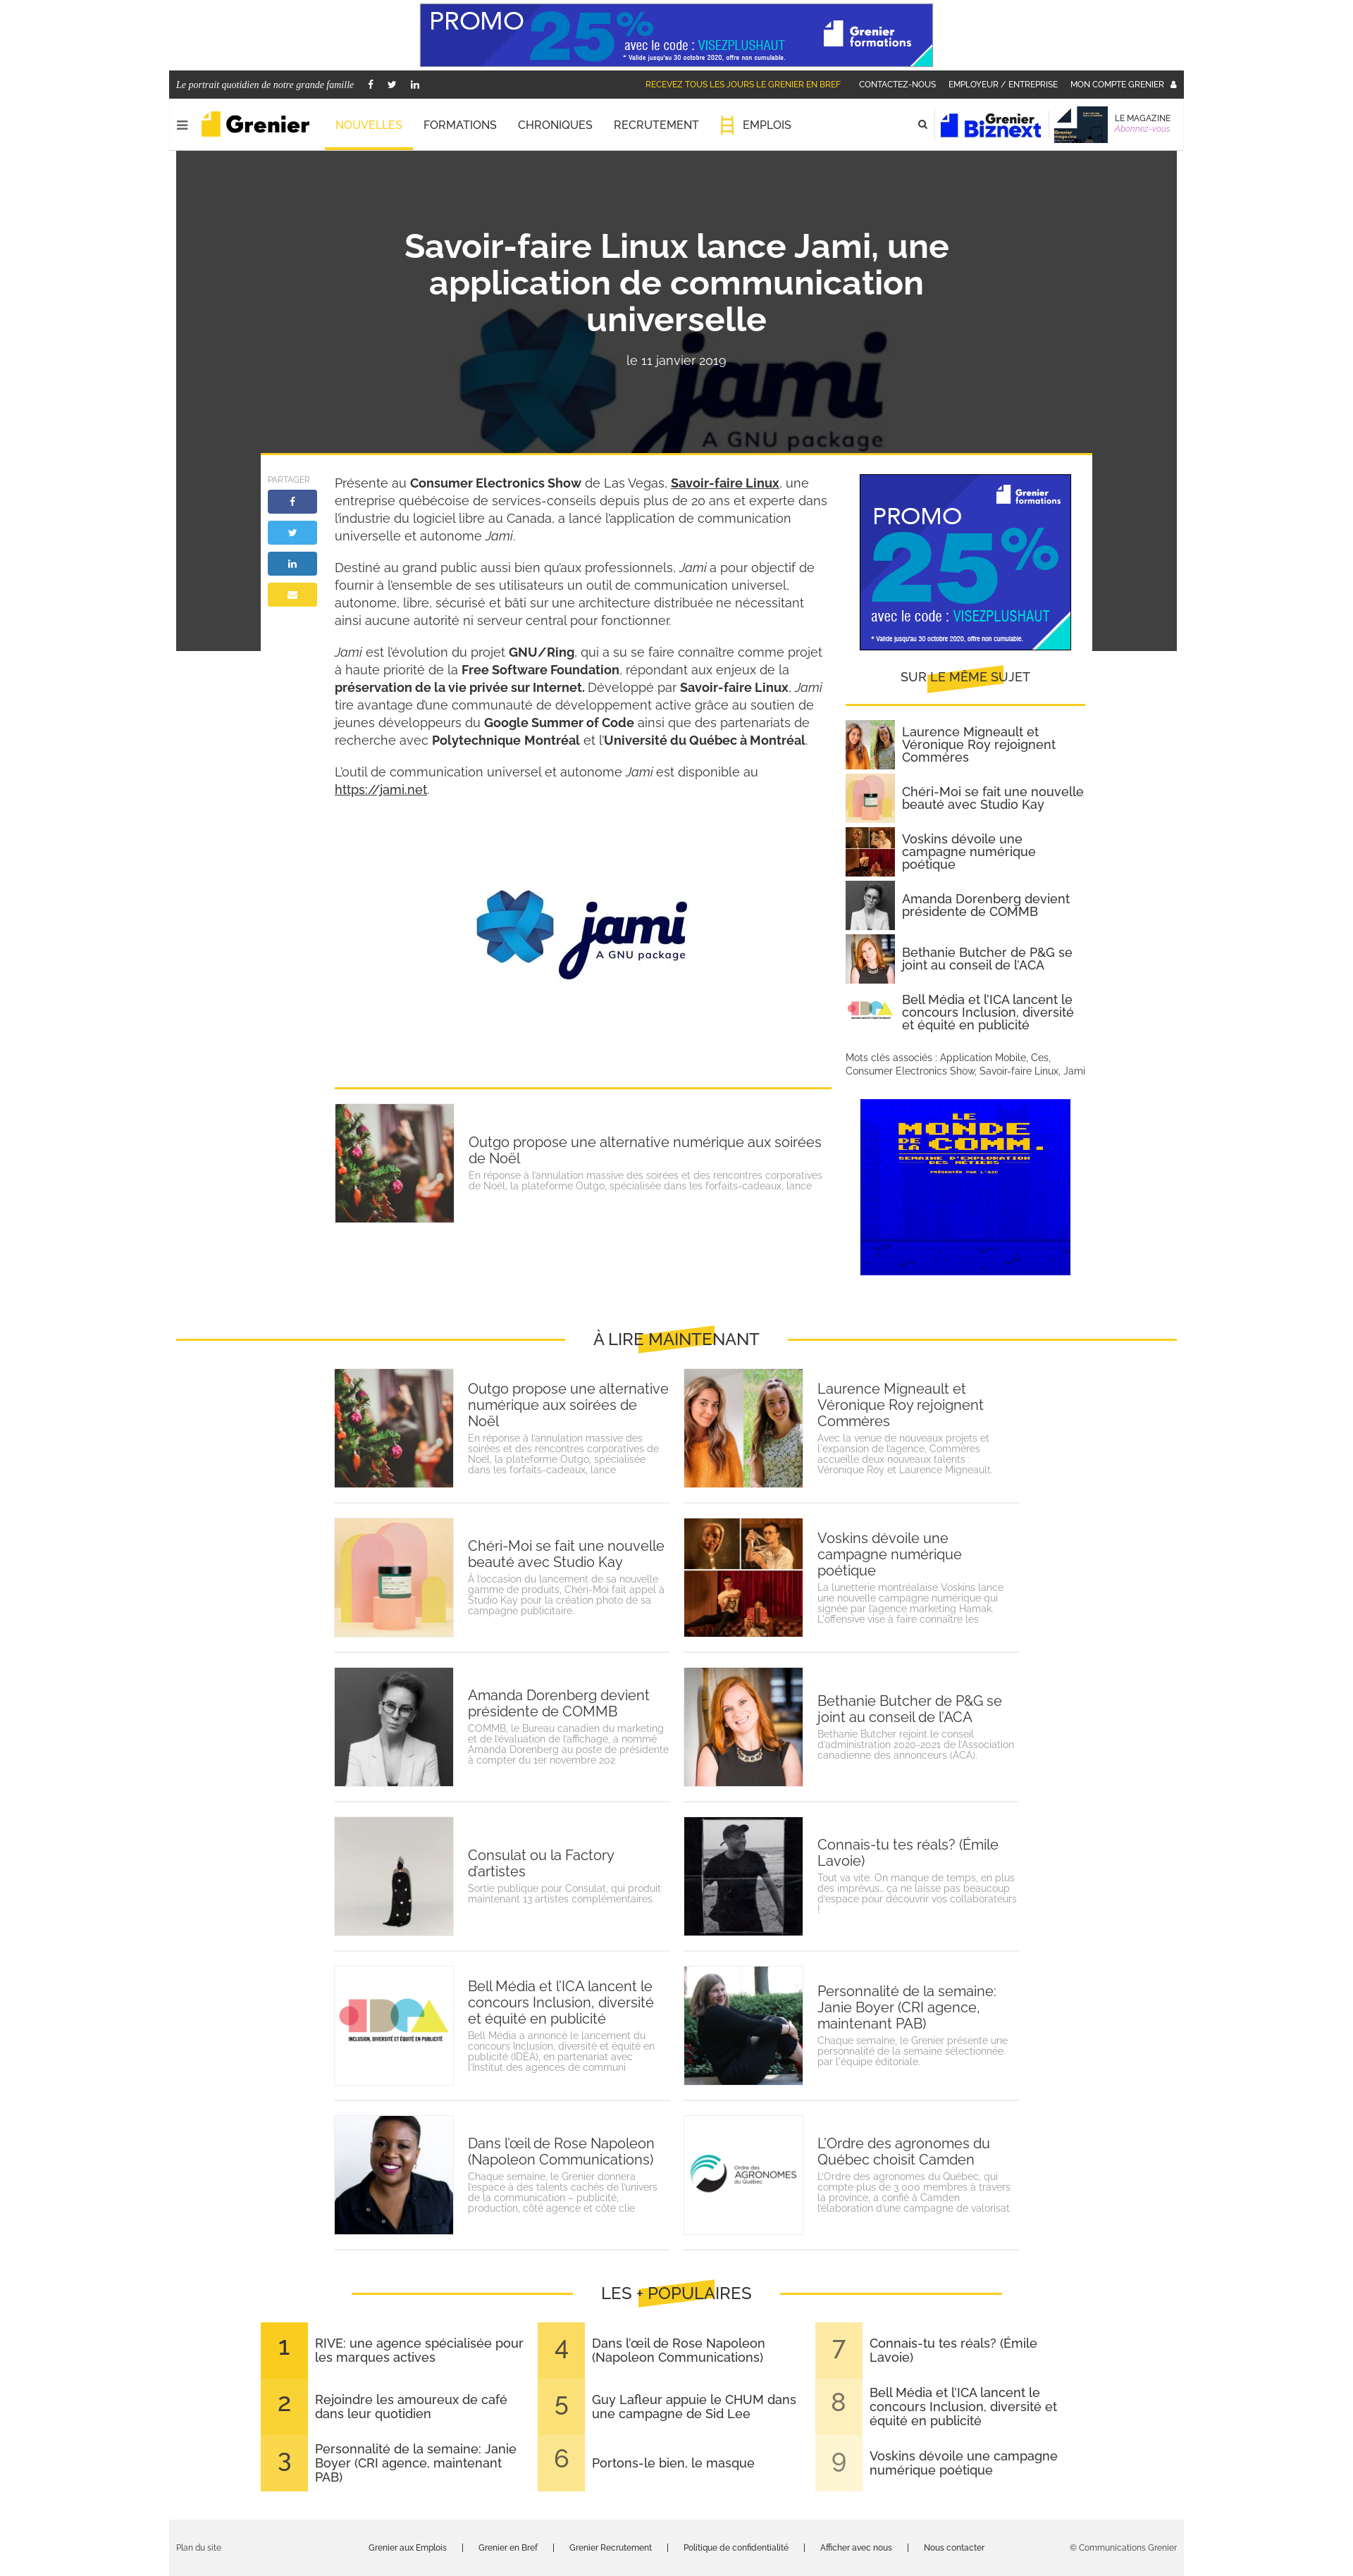 PROMO 25%
avec le code : VISEZPLUSHAUT
* Valide jusqu'au 30 octobre 2020, offre non cumulable.
Grenier
formations
Le portrait quotidien de notre grande famille
RECEVEZ TOUS LES JOURS LE GRENIER EN BREF
CONTACTEZ-NOUS
EMPLOYEUR / ENTREPRISE
MON COMPTE GRENIER
Grenier
NOUVELLES
FORMATIONS
CHRONIQUES
RECRUTEMENT
EMPLOIS
Grenier
Biznext
LE MAGAZINE
Abonnez-vous
Savoir-faire Linux lance Jami, une
application de communication
universelle
le 11 janvier 2019
jami
A GNU package
PARTAGER
Présente au Consumer Electronics Show de Las Vegas, Savoir-faire Linux, une
entreprise québécoise de services-conseils depuis plus de 20 ans et experte dans
l'industrie du logiciel libre au Canada, a lancé l'application de communication
universelle et autonome Jami.
Destiné au grand public aussi bien qu'aux professionnels, Jami a pour objectif de
fournir à l'ensemble de ses utilisateurs un outil de communication universel,
autonome, libre, sécurisé et bâti sur une architecture distribuée ne nécessitant
ainsi aucune autorité ni serveur central pour fonctionner.
Jami est l'évolution du projet GNU/Ring, qui a su se faire connaître comme projet
à haute priorité de la Free Software Foundation, répondant aux enjeux de la
préservation de la vie privée sur Internet. Développé par Savoir-faire Linux, Jami
tire avantage d'une communauté de développement active grâce au soutien de
jeunes développeurs du Google Summer of Code ainsi que des partenariats de
recherche avec Polytechnique Montréal et l'Université du Québec à Montréal.
L'outil de communication universel et autonome Jami est disponible au
https://jami.net.
jami
A GNU package
Outgo propose une alternative numérique aux soirées
de Noël
En réponse à l'annulation massive des soirées et des rencontres corporatives
de Noël, la plateforme Outgo, spécialisée dans les forfaits-cadeaux, lance
Grenier
formations
PROMO
25%
avec le code : VISEZPLUSHAUT
* Valide jusqu'au 30 octobre 2020, offre non cumulable.
SUR LE MÊME SUJET
Laurence Migneault et
Véronique Roy rejoignent
Commères
Chéri-Moi se fait une nouvelle
beauté avec Studio Kay
Voskins dévoile une
campagne numérique
poétique
Amanda Dorenberg devient
présidente de COMMB
Bethanie Butcher de P&G se
joint au conseil de l'ACA
Bell Média et l'ICA lancent le
concours Inclusion, diversité
et équité en publicité
Mots clés associés : Application Mobile, Ces,
Consumer Electronics Show, Savoir-faire Linux, Jami
LE
MONDE
DE LA COMM.
SEMAINE D'EXPLORATION
DES MÉTIERS
PRÉSENTÉE PAR L'ASC
À LIRE MAINTENANT
Outgo propose une alternative
numérique aux soirées de
Noël
En réponse à l'annulation massive des
soirées et des rencontres corporatives de
Noël, la plateforme Outgo, spécialisée
dans les forfaits-cadeaux, lance
Laurence Migneault et
Véronique Roy rejoignent
Commères
Avec la venue de nouveaux projets et
l'expansion de l'agence, Commères
accueille deux nouveaux talents :
Véronique Roy et Laurence Migneault.
Chéri-Moi se fait une nouvelle
beauté avec Studio Kay
À l'occasion du lancement de sa nouvelle
gamme de produits, Chéri-Moi fait appel à
Studio Kay pour la création photo de sa
campagne publicitaire.
Voskins dévoile une
campagne numérique
poétique
La lunetterie montréalaise Voskins lance
une nouvelle campagne numérique qui
signée par l'agence marketing Hamak.
L'offensive vise à faire connaître les
Amanda Dorenberg devient
présidente de COMMB
COMMB, le Bureau canadien du marketing
et de l'évaluation de l'affichage, a nommé
Amanda Dorenberg au poste de présidente
à compter du 1er novembre 202
Bethanie Butcher de P&G se
joint au conseil de l'ACA
Bethanie Butcher rejoint le conseil
d'administration 2020-2021 de l'Association
canadienne des annonceurs (ACA).
Consulat ou la Factory
d'artistes
Sortie publique pour Consulat, qui produit
maintenant 13 artistes complémentaires.
Connais-tu tes réals? (Émile
Lavoie)
Tout va vite. On manque de temps, en plus
des imprévus... ça ne laisse pas beaucoup
d'espace pour découvrir vos collaborateurs
!
INCLUSION, DIVERSITÉ ET ÉQUITÉ EN PUBLICITÉ
Bell Média et l'ICA lancent le
concours Inclusion, diversité
et équité en publicité
Bell Média a annoncé le lancement du
concours Inclusion, diversité et équité en
publicité (IDÉA), en partenariat avec
l'Institut des agences de communi
Personnalité de la semaine:
Janie Boyer (CRI agence,
maintenant PAB)
Chaque semaine, le Grenier présente une
personnalité de la semaine sélectionnée
par l'équipe éditoriale.
Dans l'œil de Rose Napoleon
(Napoleon Communications)
Chaque semaine, le Grenier donnera
l'espace à des talents cachés de l'univers
de la communication – publicité,
production, côté agence et côté clie
Ordre des
AGRONOMES
du Québec
L'Ordre des agronomes du
Québec choisit Camden
L'Ordre des agronomes du Québec, qui
compte plus de 3 000 membres à travers
la province, a confié à Camden
l'élaboration d'une campagne de valorisat
LES + POPULAIRES
1 RIVE: une agence spécialisée pour
les marques actives
2 Rejoindre les amoureux de café
dans leur quotidien
3 Personnalité de la semaine: Janie
Boyer (CRI agence, maintenant
PAB)
4 Dans l'œil de Rose Napoleon
(Napoleon Communications)
5 Guy Lafleur appuie le CHUM dans
une campagne de Sid Lee
6 Portons-le bien, le masque
7 Connais-tu tes réals? (Émile
Lavoie)
8 Bell Média et l'ICA lancent le
concours Inclusion, diversité et
équité en publicité
9 Voskins dévoile une campagne
numérique poétique
Plan du site
Grenier aux Emplois | Grenier en Bref | Grenier Recrutement | Politique de confidentialité | Afficher avec nous | Nous contacter
© Communications Grenier